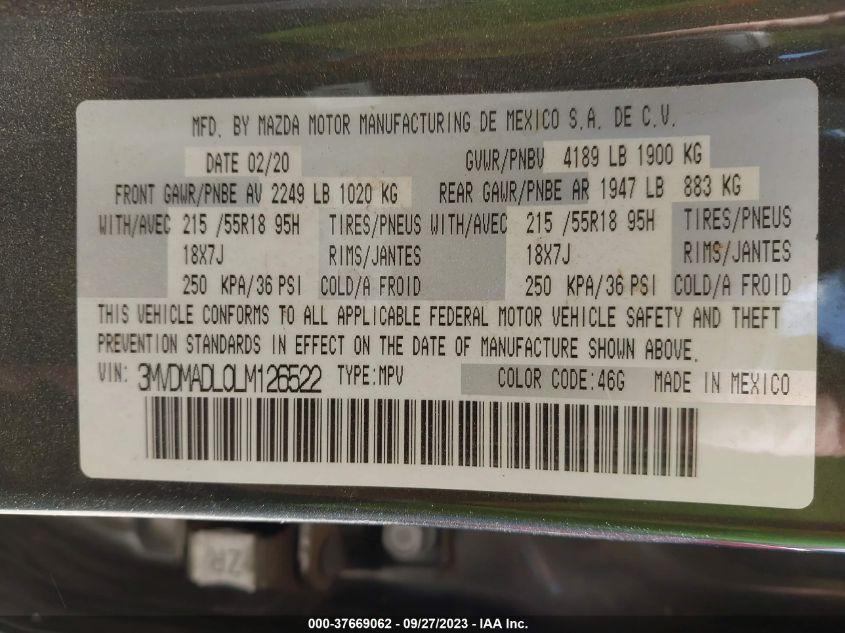 MFD. BY MAZDA MOTOR MANUFACTURING DE MEXICO S.A. DE C.V.
DATE 02/20 GVWR/PNBV 4189 LB 1900 KG
FRONT GAWR/PNBE AV 2249 LB 1020 KG REAR GAWR/PNBE AR 1947 LB 883 KG
WITH/AVEC 215 /55R18 95H TIRES/PNEUS WITH/AVEC 215 /55R18 95H TIRES/PNEUS
18X7J RIMS/JANTES 18X7J RIMS/JANTES
250 KPA/36 PSI COLD/A FROID 250 KPA/36 PSI COLD/A FROID
THIS VEHICLE CONFORMS TO ALL APPLICABLE FEDERAL MOTOR VEHICLE SAFETY AND THEFT
PREVENTION STANDARDS IN EFFECT ON THE DATE OF MANUFACTURE SHOWN ABOVE.
VIN: 3MVDMADL0LM126522 TYPE:MPV COLOR CODE:46G MADE IN MEXICO
000-37669062 - 09/27/2023 - IAA Inc.